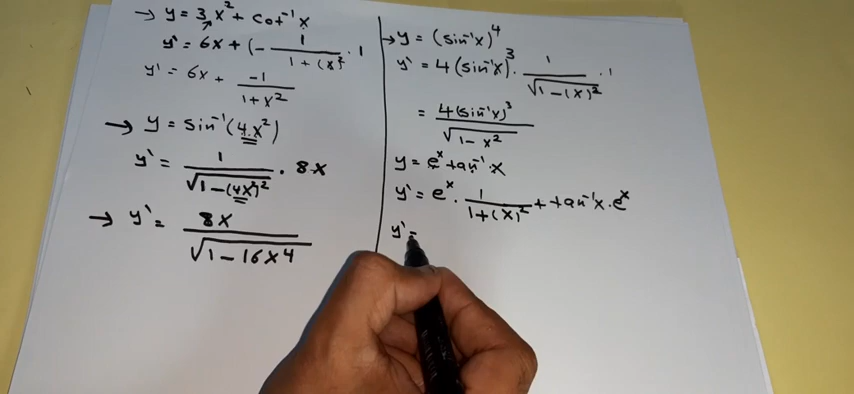 → y = 3x² + cot⁻¹x
y' = 6x + (- 1/(1+(x)²) · 1
y' = 6x + -1/(1+x²)
→ y = sin⁻¹(4x²)
y' = 1/√(1-(4x²)²) · 8x
→ y' = 8x/√(1-16x⁴)
→ y = (sin⁻¹x)⁴
y' = 4(sin⁻¹x)³ · 1/√(1-(x)²) · 1
= 4(sin⁻¹x)³/√(1-x²)
y = eˣ tan⁻¹·x
y' = eˣ · 1/(1+(x)²) + tan⁻¹x · eˣ
y' =